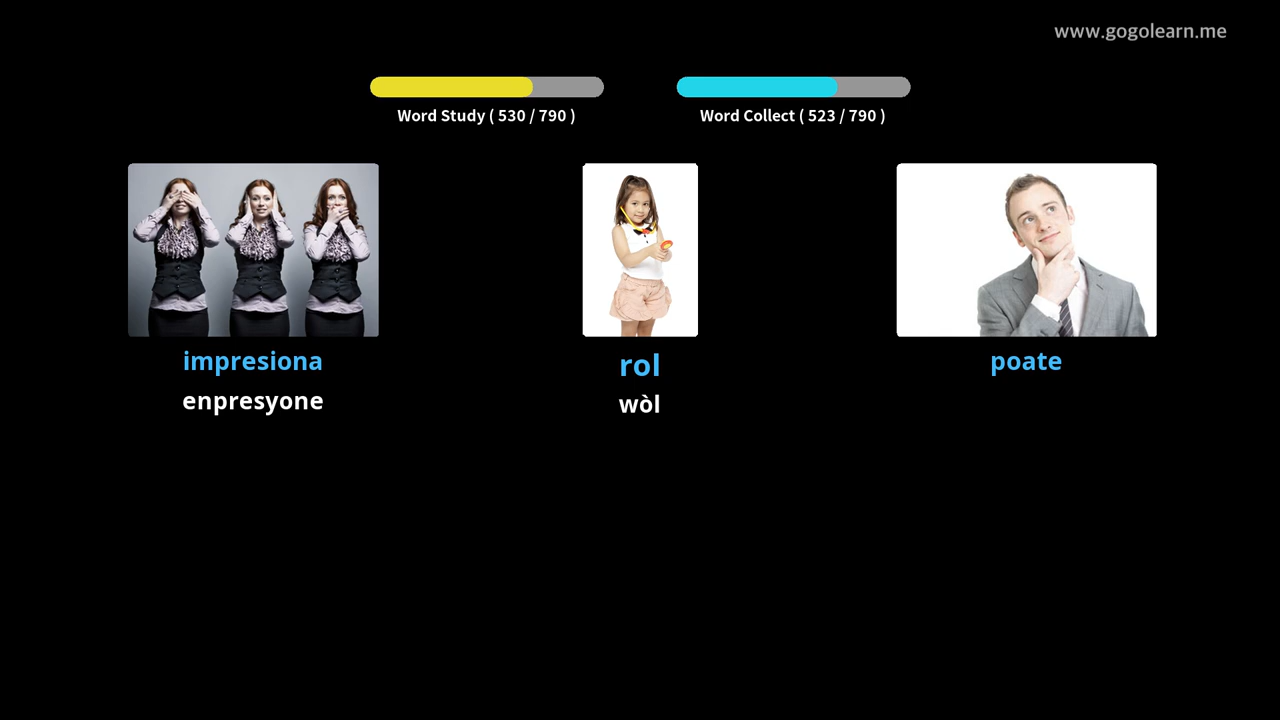 www.gogolearn.me
Word Study ( 530 / 790 )
Word Collect ( 523 / 790 )
impresiona
enpresyone
rol
wòl
poate